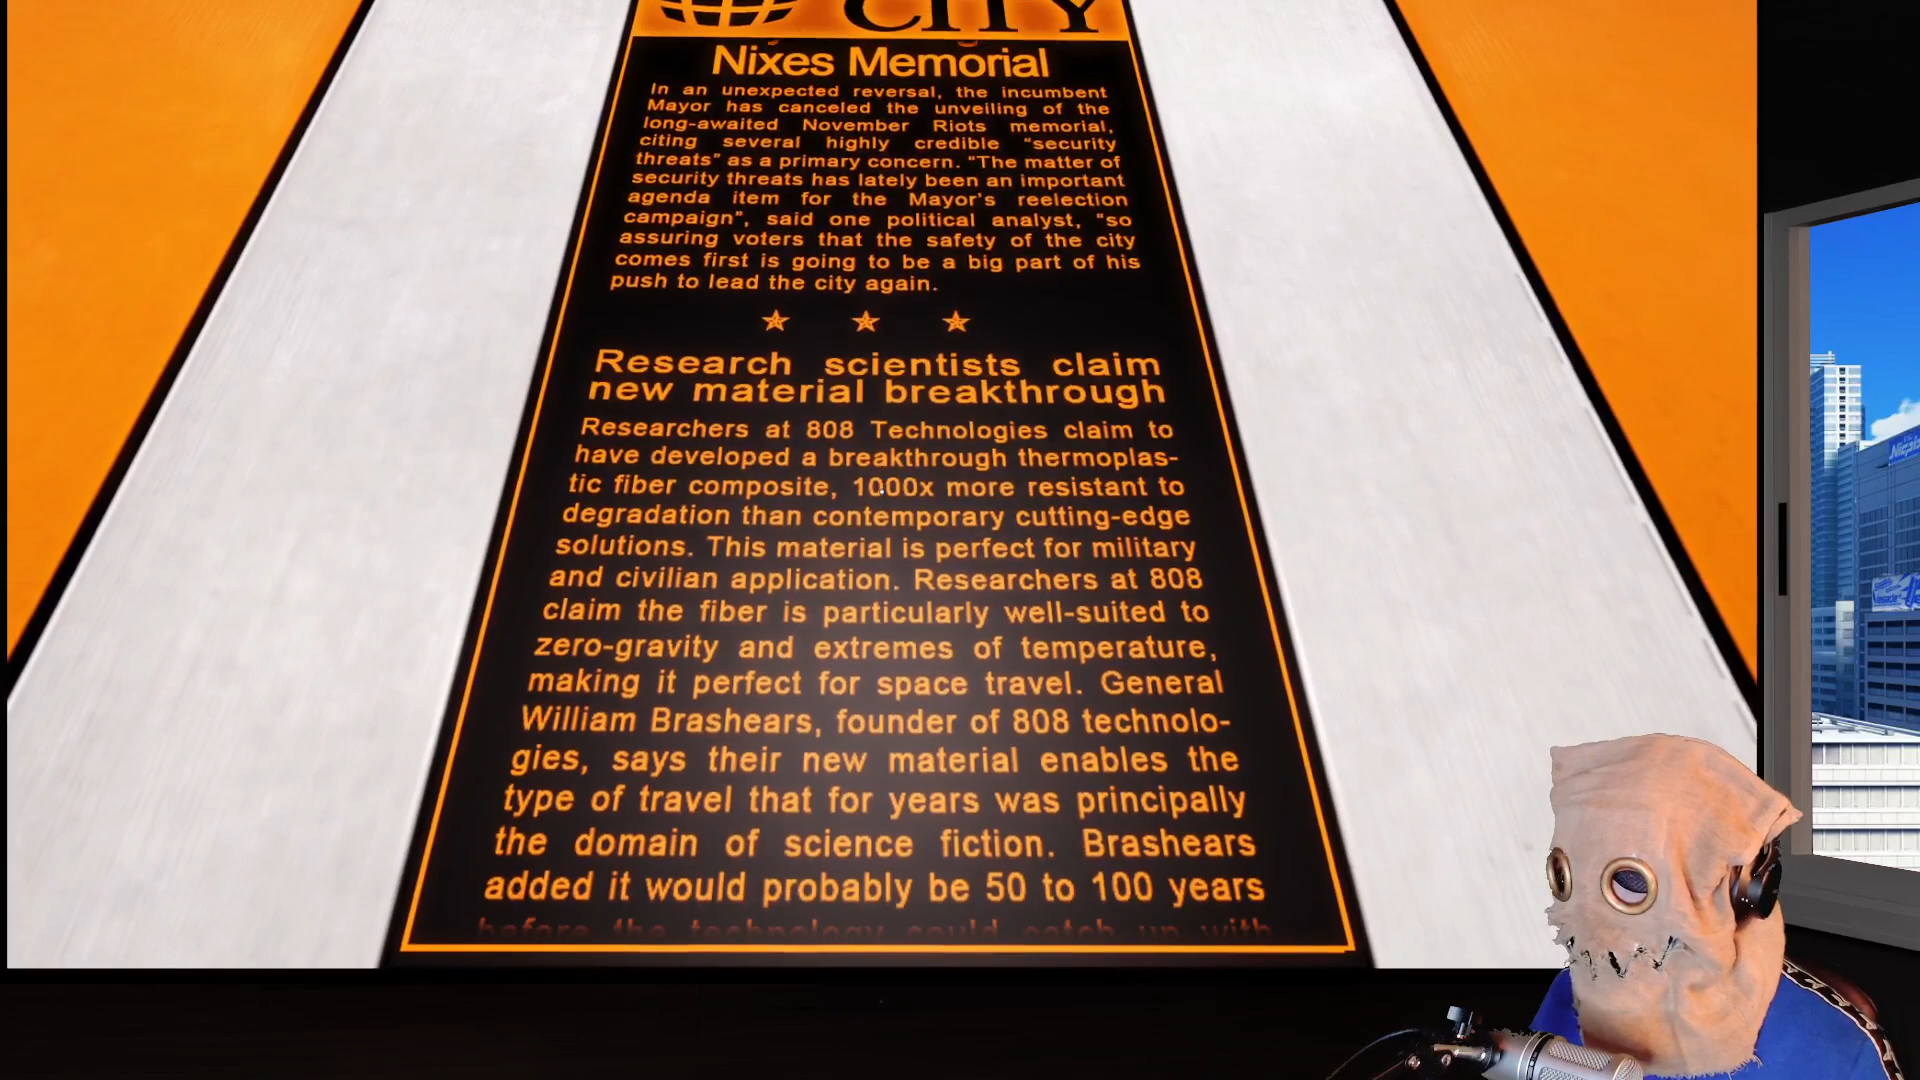 CITY
Nixes Memorial
In an unexpected reversal, the incumbent
Mayor has canceled the unveiling of the
long-awaited November Riots memorial,
citing several highly credible "security
threats" as a primary concern. "The matter of
security threats has lately been an important
agenda item for the Mayor's reelection
campaign", said one political analyst, "so
assuring voters that the safety of the city
comes first is going to be a big part of his
push to lead the city again.
Research scientists claim
new material breakthrough
Researchers at 808 Technologies claim to
have developed a breakthrough thermoplas-
tic fiber composite, 1000x more resistant to
degradation than contemporary cutting-edge
solutions. This material is perfect for military
and civilian application. Researchers at 808
claim the fiber is particularly well-suited to
zero-gravity and extremes of temperature,
making it perfect for space travel. General
William Brashears, founder of 808 technolo-
gies, says their new material enables the
type of travel that for years was principally
the domain of science fiction. Brashears
added it would probably be 50 to 100 years
before the technology could catch up with